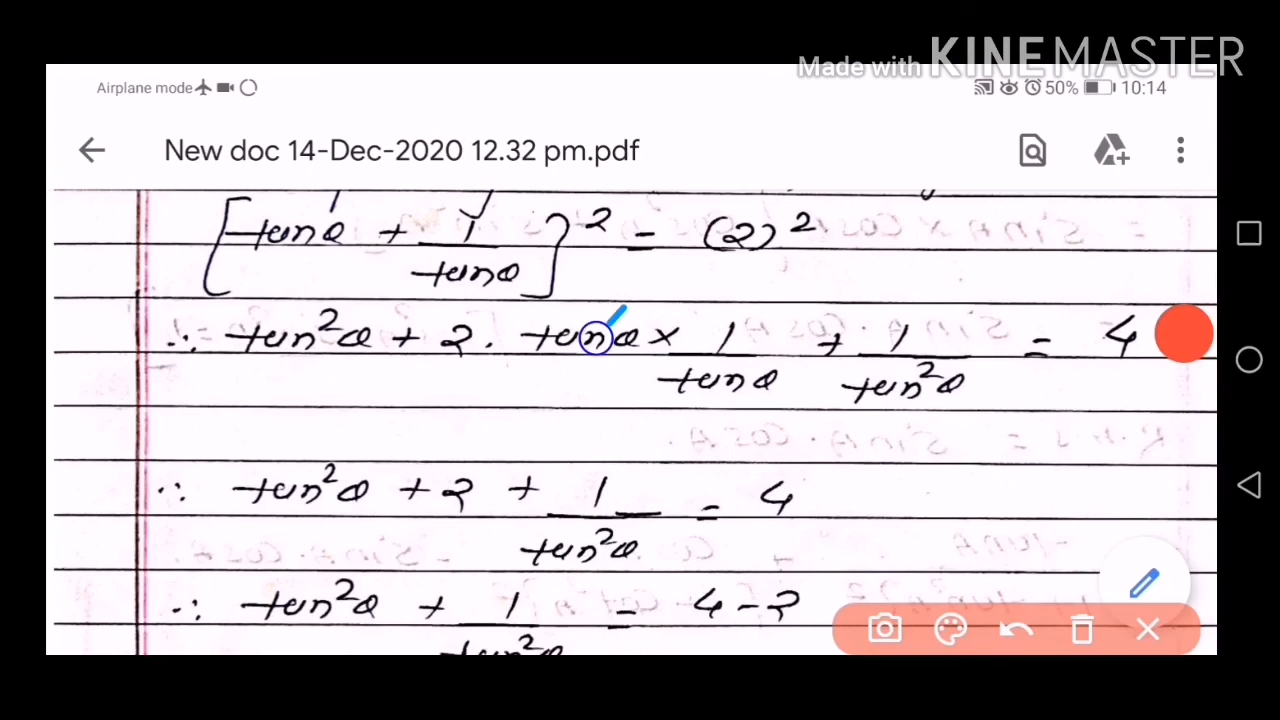 Made with KINEMASTER
Airplane mode 50% 10:14
New doc 14-Dec-2020 12.32 pm.pdf
[tanθ + 1/tanθ]² = (2)²
∴ tan²θ + 2 . tanθ × 1/tanθ + 1/tan²θ = 4
∴ tan²θ + 2 + 1/tan²θ = 4
∴ tan²θ + 1/tan²θ = 4 - 2